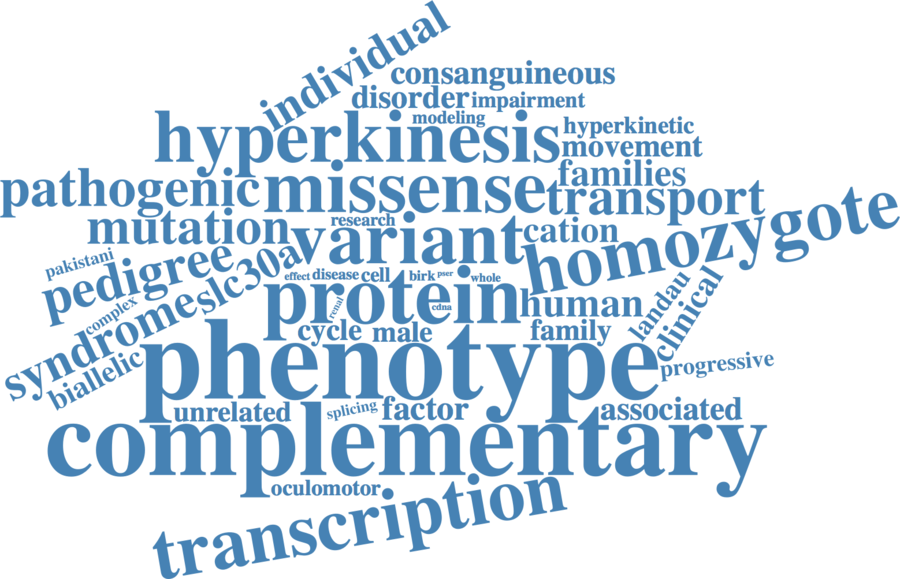 individual
consanguineous
disorder impairment
modeling
hyperkinesis hyperkinetic
movement
pathogenic missense families
transport
mutation research
variant cation homozygote
pakistani
pedigree slc30a
effect disease cell birk pser whole
protein human
renal cdna
landau clinical
complex
syndromes
cycle male family
biallelic phenotype progressive
unrelated splicing factor associated
complementary
oculomotor
transcription